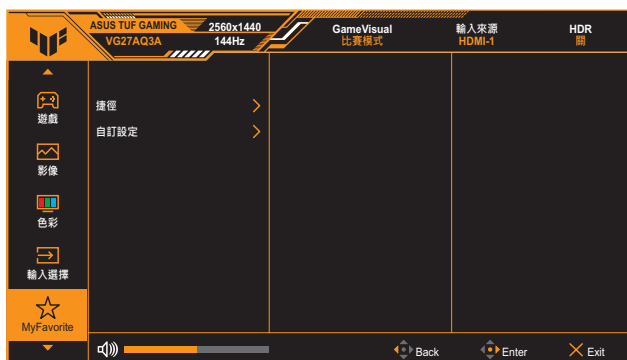 ASUS TUF GAMING
VG27AQ3A
2560x1440
144Hz
GameVisual
比賽模式
輸入來源
HDMI-1
HDR
關
遊戲
影像
色彩
輸入選擇
MyFavorite
捷徑
自訂設定
Back
Enter
Exit